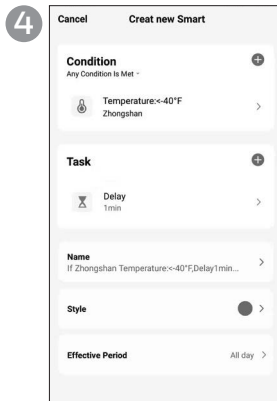 4
Cancel Creat new Smart
Condition
Any Condition Is Met
Temperature:<-40°F
Zhongshan
Task
Delay
1min
Name
If Zhongshan Temperature:<-40°F,Delay1min...
Style
Effective Period All day